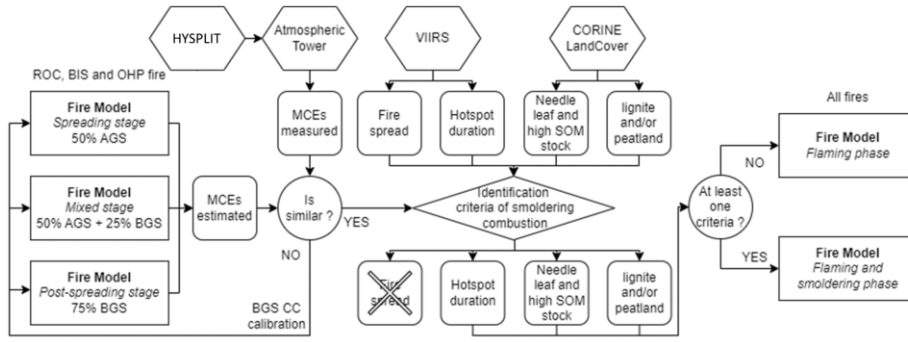 HYSPLIT
Atmospheric
Tower
VIIRS
CORINE
LandCover
ROC, BIS and OHP fire
Fire Model
Spreading stage
50% AGS
Fire Model
Mixed stage
50% AGS + 25% BGS
Fire Model
Post-spreading stage
75% BGS
MCEs
estimated
MCEs
measured
Is
similar ?
YES
NO
BGS CC
calibration
Fire
spread
Hotspot
duration
Needle
leaf and
high SOM
stock
lignite
and/or
peatland
Identification
criteria of smoldering
combustion
Fire
spread
Hotspot
duration
Needle
leaf and
high SOM
stock
lignite
and/or
peatland
At least
one
criteria ?
NO
YES
All fires
Fire Model
Flaming phase
Fire Model
Flaming and
smoldering phase